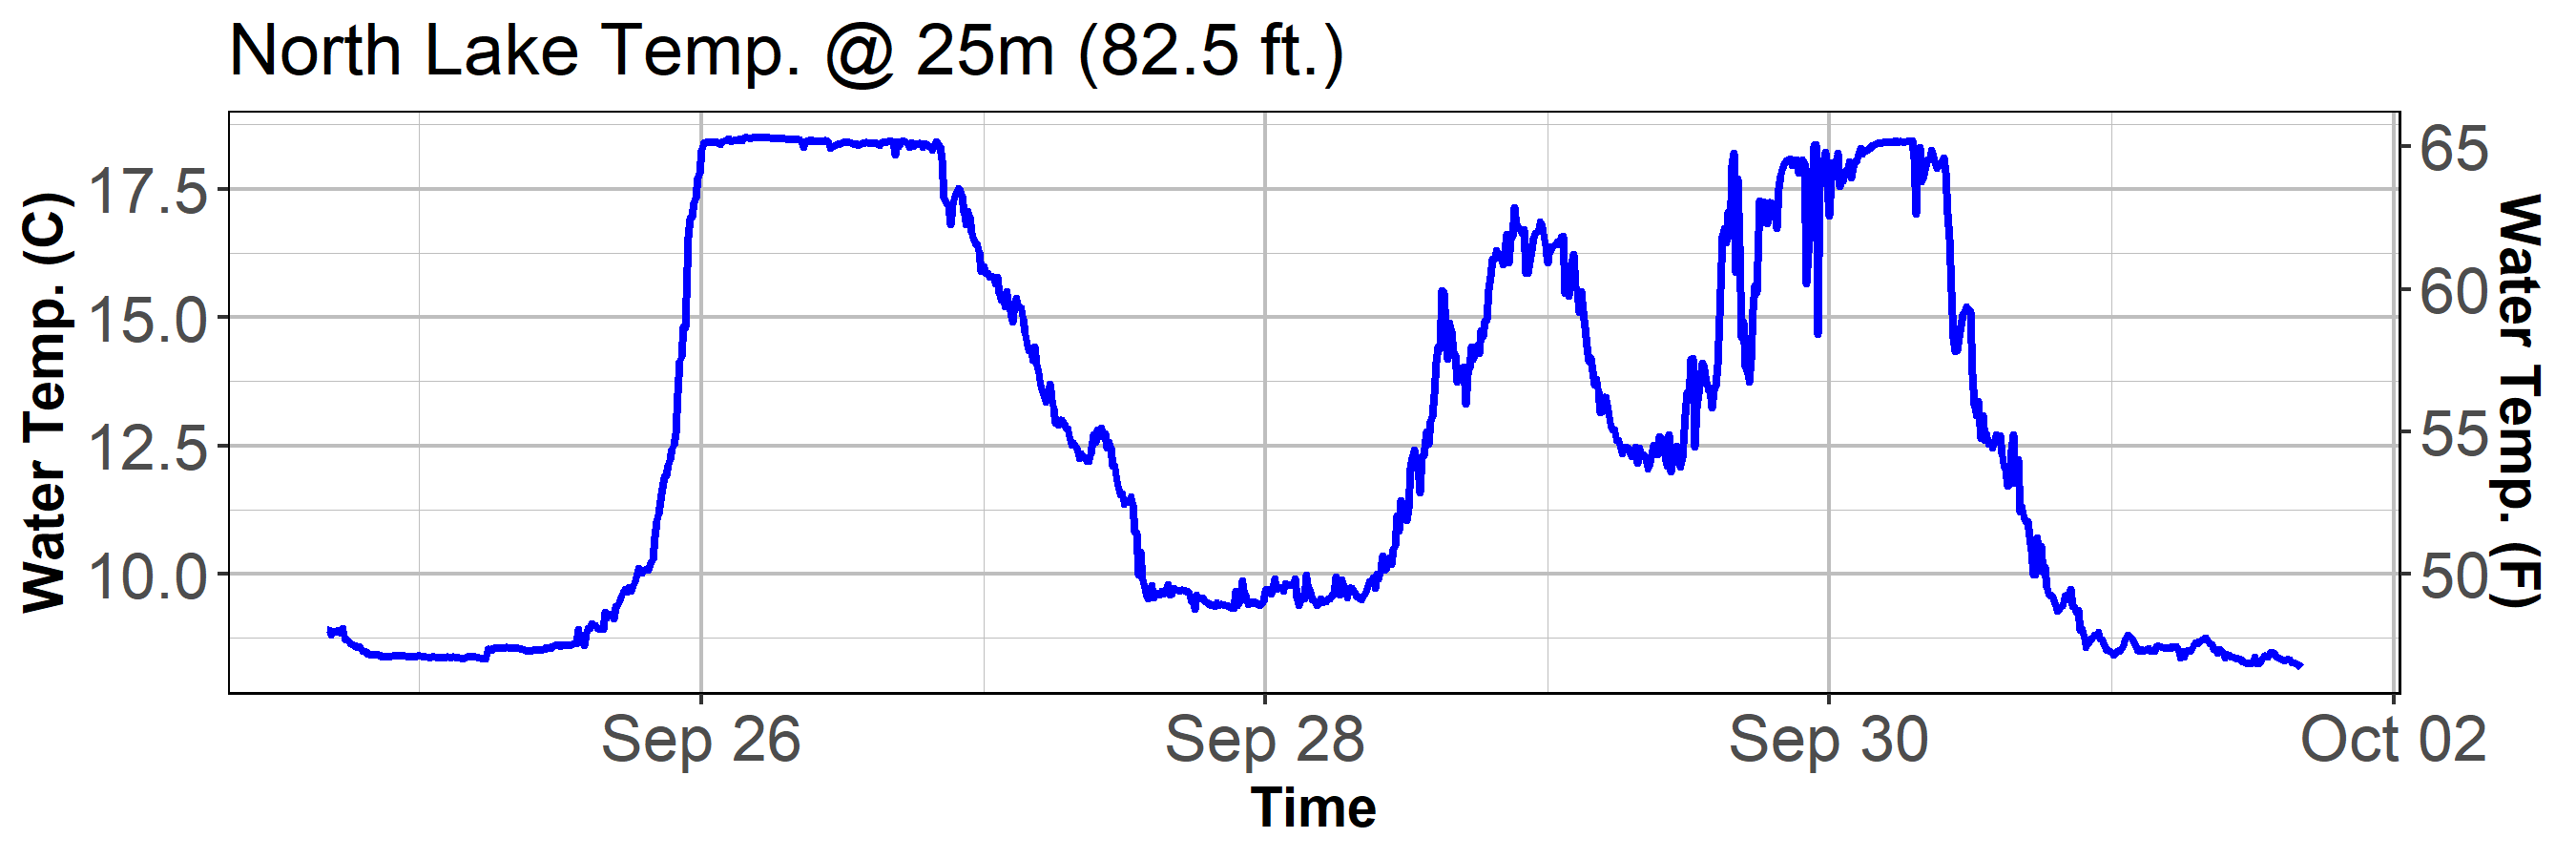 North Lake Temp. @ 25m (82.5 ft.)
Water Temp. (C)
17.5
15.0
12.5
10.0
65
60
55
50
Water Temp. (F)
Sep 26
Sep 28
Sep 30
Oct 02
Time